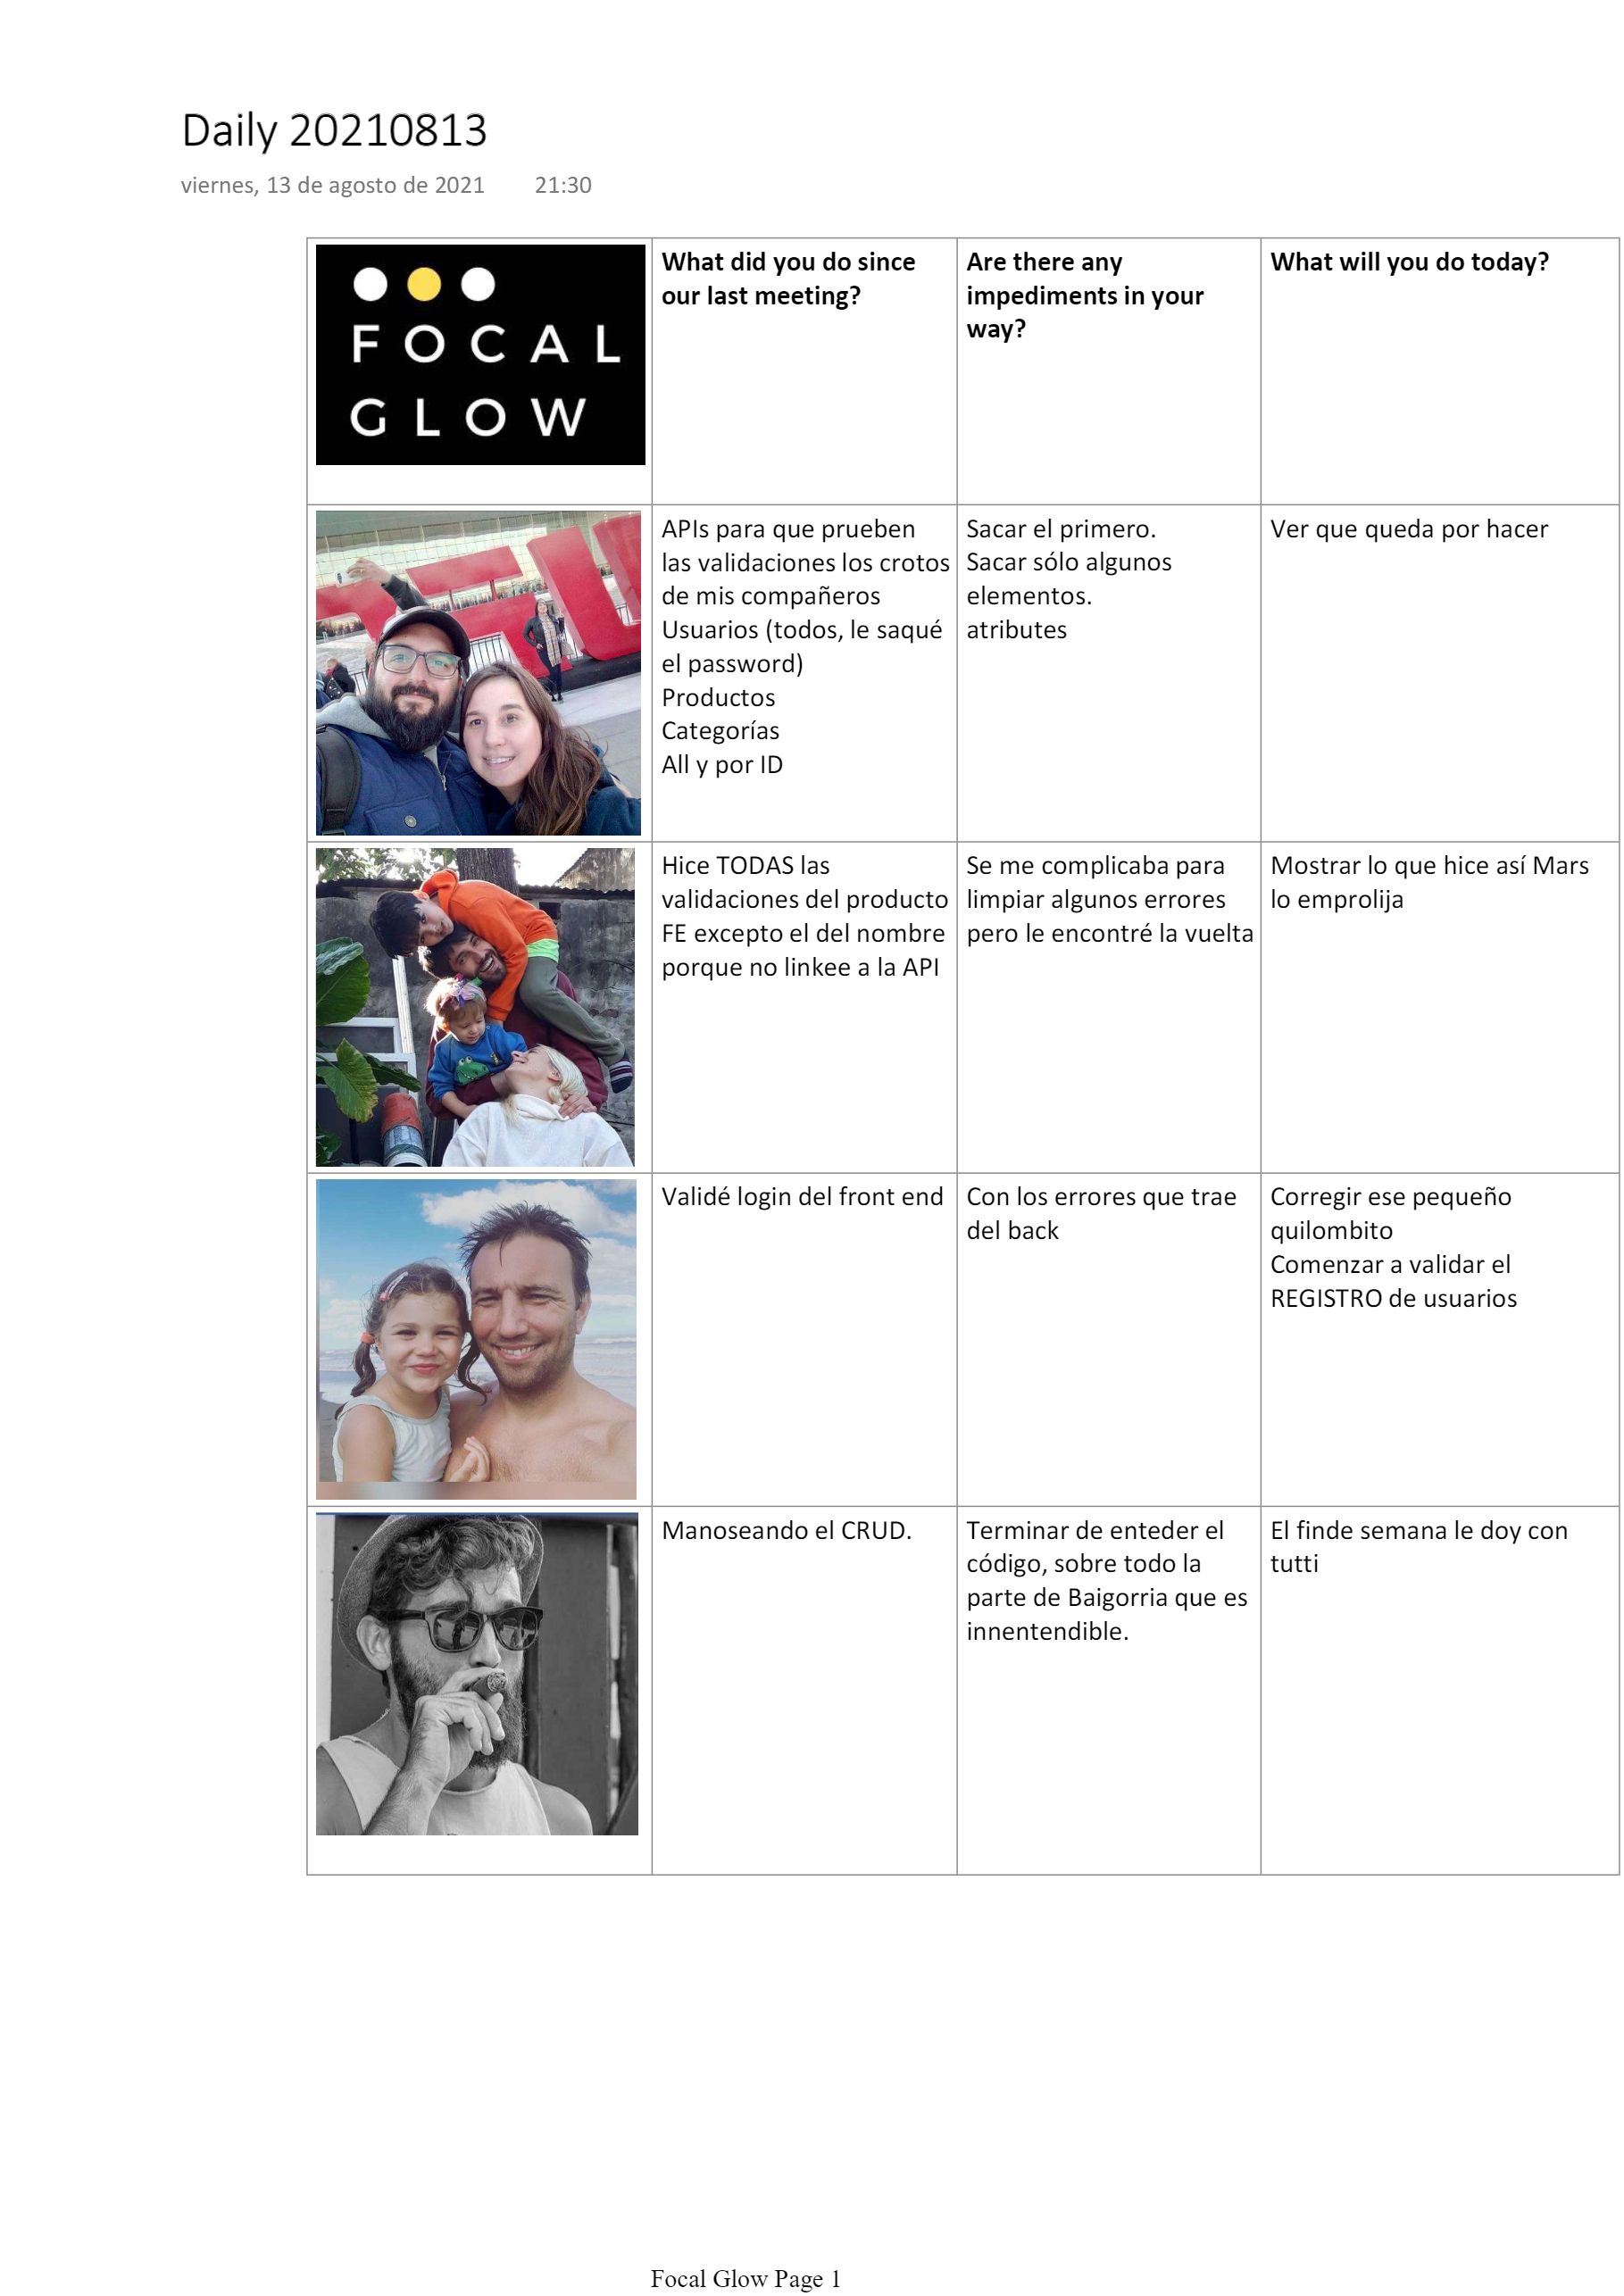 Daily 20210813
viernes, 13 de agosto de 2021 21:30
FOCAL
GLOW
What did you do since
our last meeting?
Are there any
impediments in your
way?
What will you do today?
APIs para que prueben
las validaciones los crotos
de mis compañeros
Usuarios (todos, le saqué
el password)
Productos
Categorías
All y por ID
Sacar el primero.
Sacar sólo algunos
elementos.
atributes
Ver que queda por hacer
Hice TODAS las
validaciones del producto
FE excepto el del nombre
porque no linkee a la API
Se me complicaba para
limpiar algunos errores
pero le encontré la vuelta
Mostrar lo que hice así Mars
lo emprolija
Validé login del front end
Con los errores que trae
del back
Corregir ese pequeño
quilombito
Comenzar a validar el
REGISTRO de usuarios
Manoseando el CRUD.
Terminar de enteder el
código, sobre todo la
parte de Baigorria que es
innentendible.
El finde semana le doy con
tutti
Focal Glow Page 1